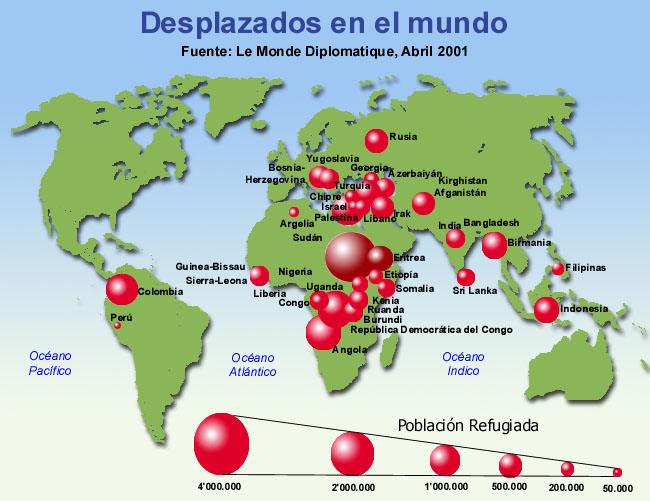 Desplazados en el mundo
Fuente: Le Monde Diplomatique, Abril 2001
Rusia
Yugoslavia
Bosnia-
Herzegovina
Georgia
Azerbaiyán
Turquía
Kirghistan
Chipre
Afganistán
Israel
Palestina
Líbano
Irak
Argelia
India
Bangladesh
Sudán
Birmania
Eritrea
Guinea-Bissau
Nigeria
Etiopía
Filipinas
Sierra-Leona
Uganda
Somalia
Sri Lanka
Colombia
Liberia
Congo
Kenia
Ruanda
Indonesia
Perú
Burundi
República Democrática del Congo
Angola
Océano
Pacífico
Océano
Atlántico
Océano
Indico
Población Refugiada
4'000.000
2'000.000
1'000.000
500.000
200.000
50.000